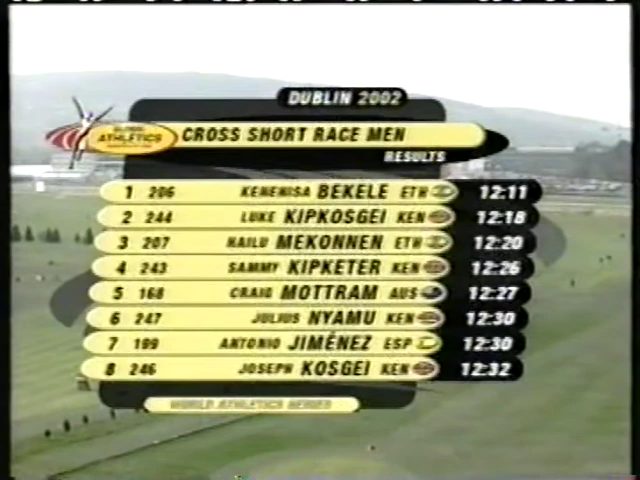 DUBLIN 2002
ATHLETICS
CROSS SHORT RACE MEN
RESULTS
1 206 KENENISA BEKELE ETH 12:11
2 244 LUKE KIPKOSGEI KEN 12:18
3 207 HAILU MEKONNEN ETH 12:20
4 243 SAMMY KIPKETER KEN 12:26
5 168 CRAIG MOTTRAM AUS 12:27
6 247 JULIUS NYAMU KEN 12:30
7 199 ANTONIO JIMÉNEZ ESP 12:30
8 246 JOSEPH KOSGEI KEN 12:32
WORLD ATHLETICS SERIES